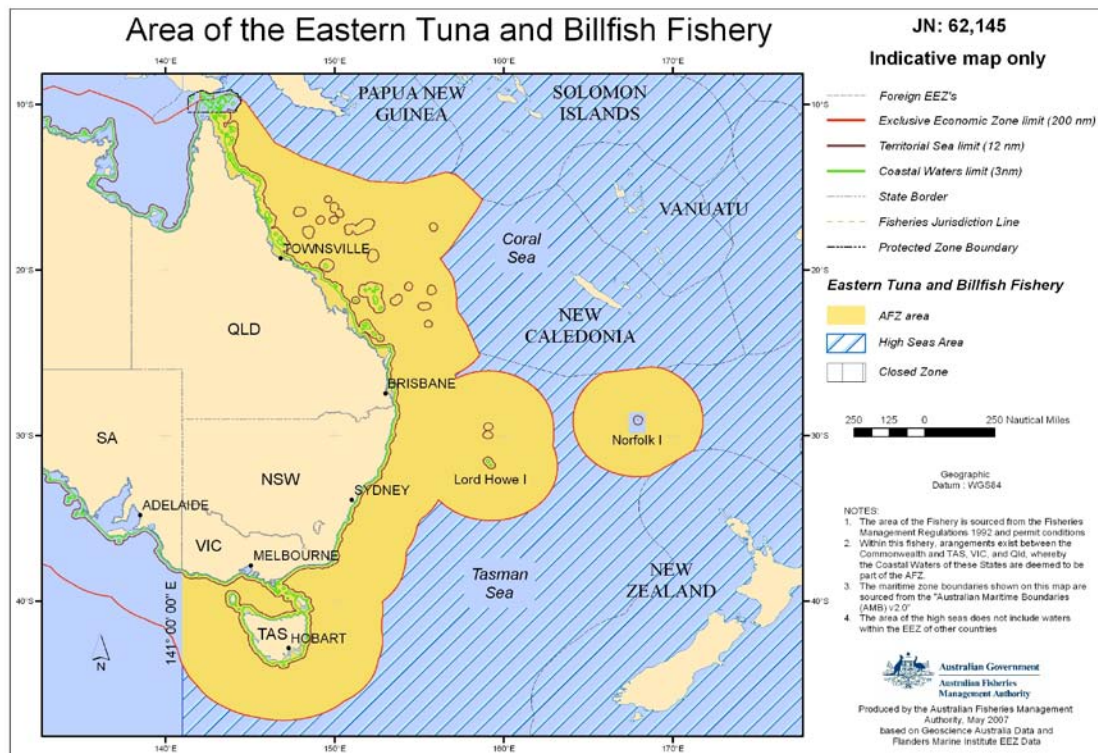 Area of the Eastern Tuna and Billfish Fishery
140°E
150°E
160°E
170°E
10°S
10°S
20°S
20°S
30°S
30°S
40°S
40°S
140°E
150°E
160°E
170°E
PAPUA NEW
GUINEA
SOLOMON
ISLANDS
VANUATU
Coral
Sea
NEW
CALEDONIA
TOWNSVILLE
QLD
BRISBANE
SA
NSW
Lord Howe I
Norfolk I
SYDNEY
ADELAIDE
VIC
MELBOURNE
Tasman
Sea
NEW
ZEALAND
141° 00' 00" E
TAS
HOBART
N
JN: 62,145
Indicative map only
Foreign EEZ's
Exclusive Economic Zone limit (200 nm)
Territorial Sea limit (12 nm)
Coastal Waters limit (3nm)
State Border
Fisheries Jurisdiction Line
Protected Zone Boundary
Eastern Tuna and Billfish Fishery
AFZ area
High Seas Area
Closed Zone
250 125 0 250 Nautical Miles
Geographic
Datum : WGS84
NOTES:
1. The area of the Fishery is sourced from the Fisheries
Management Regulations 1992 and permit conditions
2. Within this fishery, arangements exist between the
Commonwealth and TAS, VIC, and Qld, whereby
the Coastal Waters of these States are deemed to be
part of the AFZ.
3. The maritime zone boundaries shown on this map are
sourced from the "Australian Maritime Boundaries
(AMB) v2.0"
4. The area of the high seas does not include waters
within the EEZ of other countries
Australian Government
Australian Fisheries
Management Authority
Produced by the Australian Fisheries Management
Authority, May 2007
based on Geoscience Australia Data and
Flanders Marine Institute EEZ Data